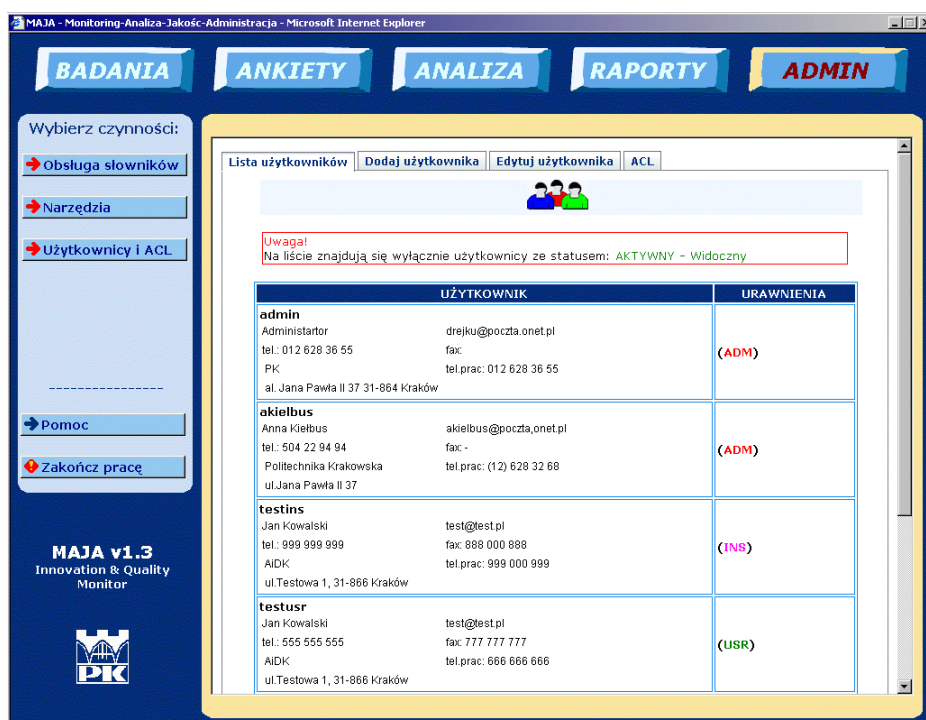 MAJA - Monitoring-Analiza-Jakośc-Administracja - Microsoft Internet Explorer
BADANIA ANKIETY ANALIZA RAPORTY ADMIN
Wybierz czynności:
Obsługa słowników
Narzędzia
Użytkownicy i ACL
----------------
Pomoc
Zakończ pracę
MAJA v1.3
Innovation & Quality
Monitor
PK
Lista użytkowników Dodaj użytkownika Edytuj użytkownika ACL
Uwaga!
Na liście znajdują się wyłącznie użytkownicy ze statusem: AKTYWNY - Widoczny
UŻYTKOWNIK URAWNIENIA
admin
Administartor drejku@poczta.onet.pl
tel.: 012 628 36 55 fax:
(ADM)
PK tel.prac: 012 628 36 55
al. Jana Pawła II 37 31-864 Kraków
akielbus
Anna Kiełbus akielbus@poczta,onet.pl
tel.: 504 22 94 94 fax: -
(ADM)
Politechnika Krakowska tel.prac: (12) 628 32 68
ul.Jana Pawła II 37
testins
Jan Kowalski test@test.pl
tel.: 999 999 999 fax: 888 000 888
(INS)
AiDK tel.prac: 999 000 999
ul.Testowa 1, 31-866 Kraków
testusr
Jan Kowalski test@test.pl
tel.: 555 555 555 fax: 777 777 777
(USR)
AiDK tel.prac: 666 666 666
ul.Testowa 1, 31-866 Kraków